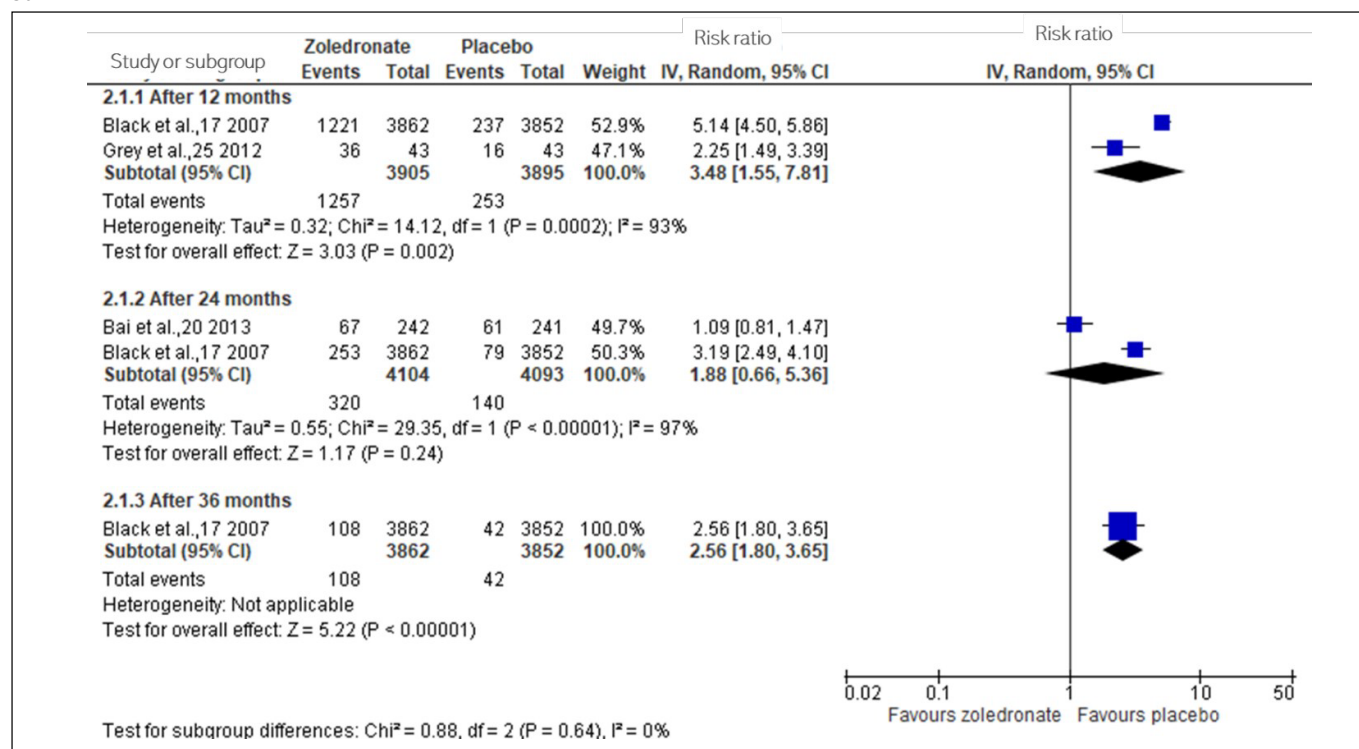 Zoledronate Placebo Risk ratio Risk ratio
Study or subgroup Events Total Events Total Weight IV, Random, 95% CI IV, Random, 95% CI
2.1.1 After 12 months
Black et al.,17 2007 1221 3862 237 3852 52.9% 5.14 [4.50, 5.86]
Grey et al.,25 2012 36 43 16 43 47.1% 2.25 [1.49, 3.39]
Subtotal (95% CI) 3905 3895 100.0% 3.48 [1.55, 7.81]
Total events 1257 253
Heterogeneity: Tau² = 0.32; Chi² = 14.12, df = 1 (P = 0.0002); I² = 93%
Test for overall effect: Z = 3.03 (P = 0.002)
2.1.2 After 24 months
Bai et al.,20 2013 67 242 61 241 49.7% 1.09 [0.81, 1.47]
Black et al.,17 2007 253 3862 79 3852 50.3% 3.19 [2.49, 4.10]
Subtotal (95% CI) 4104 4093 100.0% 1.88 [0.66, 5.36]
Total events 320 140
Heterogeneity: Tau² = 0.55; Chi² = 29.35, df = 1 (P < 0.00001); I² = 97%
Test for overall effect: Z = 1.17 (P = 0.24)
2.1.3 After 36 months
Black et al.,17 2007 108 3862 42 3852 100.0% 2.56 [1.80, 3.65]
Subtotal (95% CI) 3862 3852 100.0% 2.56 [1.80, 3.65]
Total events 108 42
Heterogeneity: Not applicable
Test for overall effect: Z = 5.22 (P < 0.00001)
0.02 0.1 1 10 50
Favours zoledronate Favours placebo
Test for subgroup differences: Chi² = 0.88, df = 2 (P = 0.64), I² = 0%